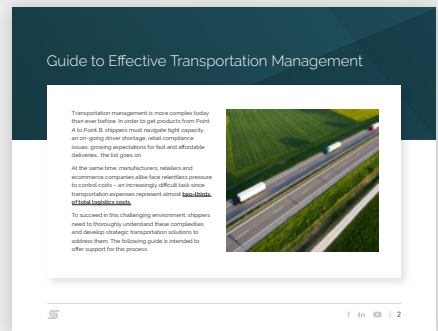 Guide to Effective Transportation Management
Transportation management is more complex today
than ever before. In order to get products from Point
A to Point B, shippers must navigate tight capacity,
an on-going driver shortage, retail compliance
issues, growing expectations for fast and affordable
deliveries… the list goes on.
At the same time, manufacturers, retailers and
ecommerce companies alike face relentless pressure
to control costs – an increasingly difficult task since
transportation expenses represent almost two-thirds
of total logistics costs.
To succeed in this challenging environment, shippers
need to thoroughly understand these complexities
and develop strategic transportation solutions to
address them. The following guide is intended to
offer support for this process.
f in | 2